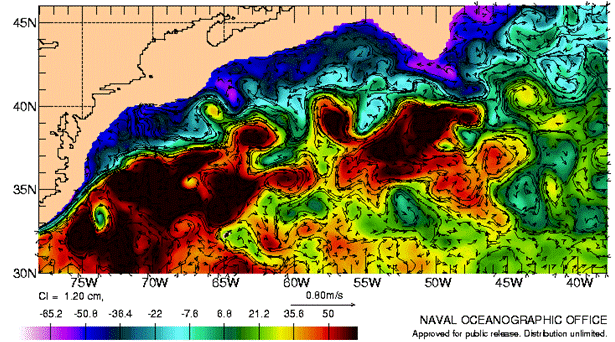 45N
40N
35N
30N
75W 70W 65W 60W 55W 50W 45W 40W
CI = 1.20 cm, 0.80m/s
-65.2 -50.8 -36.4 -22 -7.6 6.8 21.2 35.6 50
NAVAL OCEANOGRAPHIC OFFICE
Approved for public release. Distribution unlimited.